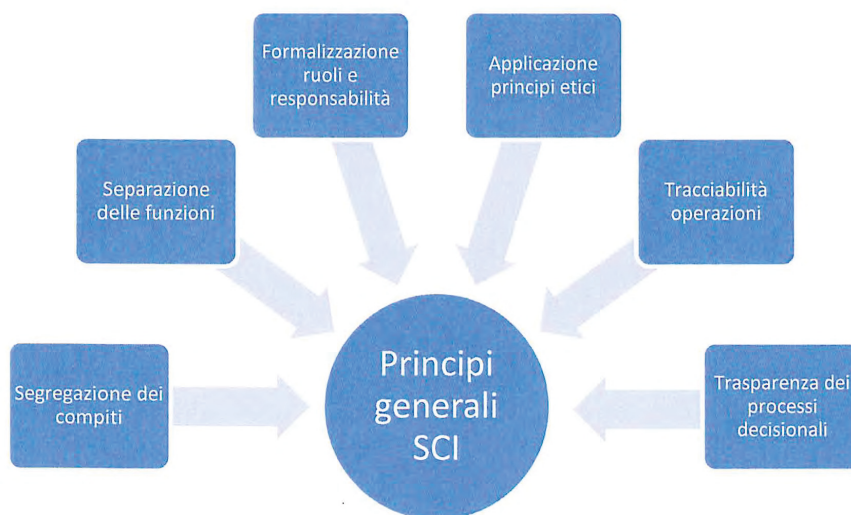 Formalizzazione
ruoli e
responsabilità
Applicazione
principi etici
Separazione
delle funzioni
Tracciabilità
operazioni
Segregazione dei
compiti
Principi
generali
SCI
Trasparenza dei
processi
decisionali